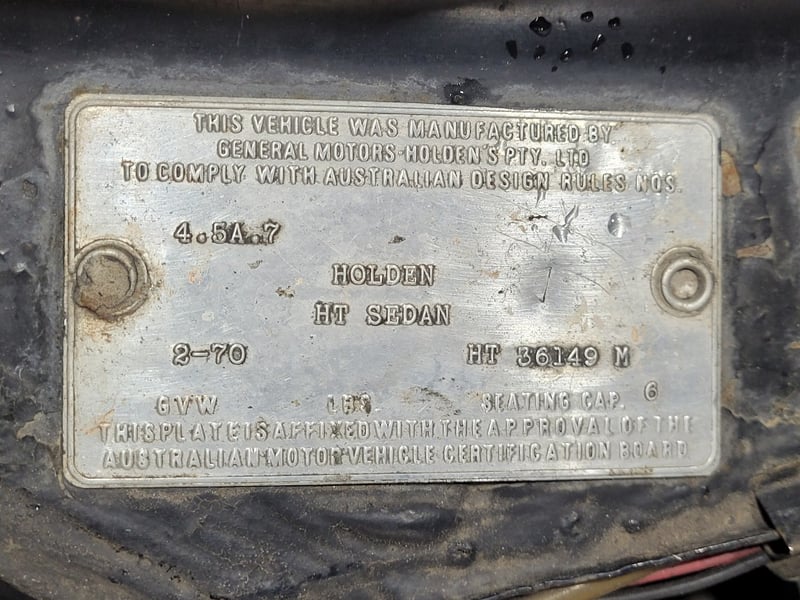 THIS VEHICLE WAS MANUFACTURED BY
GENERAL MOTORS-HOLDEN'S PTY. LTD
TO COMPLY WITH AUSTRALIAN DESIGN RULES NOS.
4.5A.7
HOLDEN
HT SEDAN
2-70 HT 36149 M
GVW LBS. SEATING CAP. 6
THIS PLATE IS AFFIXED WITH THE APPROVAL OF THE
AUSTRALIAN MOTOR VEHICLE CERTIFICATION BOARD